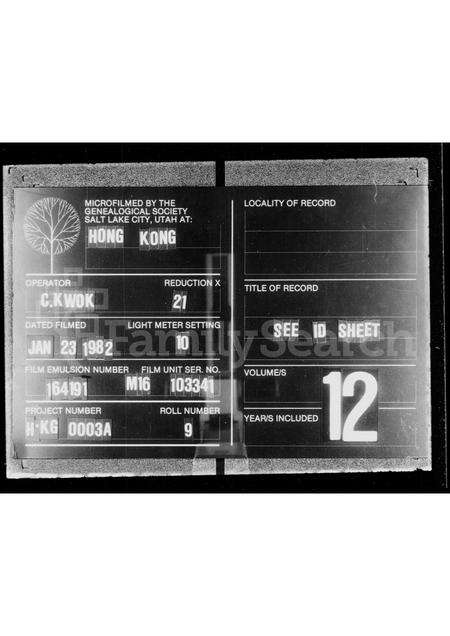 MICROFILMED BY THE
GENEALOGICAL SOCIETY
SALT LAKE CITY, UTAH AT:
HONG KONG
OPERATOR REDUCTION X
C.KWOK 21
DATED FILMED LIGHT METER SETTING
JAN 23 1982 10
FILM EMULSION NUMBER FILM UNIT SER. NO.
164191 M16 103341
PROJECT NUMBER ROLL NUMBER
H·KG 0003A 9
LOCALITY OF RECORD
TITLE OF RECORD
SEE ID SHEET
VOLUME/S
12
YEAR/S INCLUDED
FamilySearch